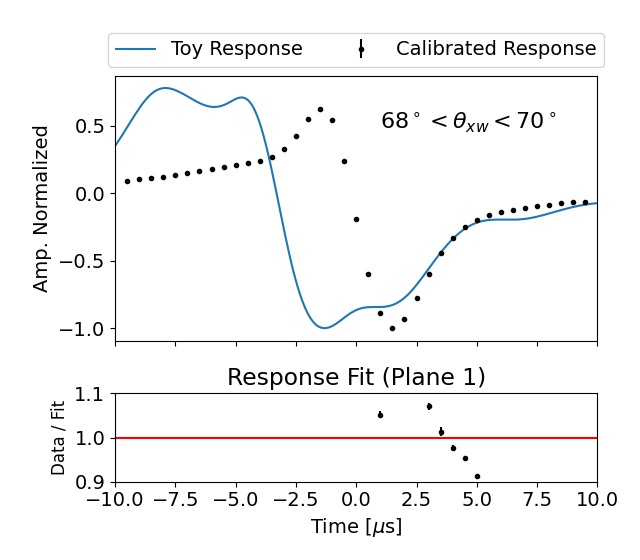 Toy Response Calibrated Response
68° < θxw < 70°
Amp. Normalized
0.5
0.0
−0.5
−1.0
Response Fit (Plane 1)
Data / Fit
1.1
1.0
0.9
−10.0 −7.5 −5.0 −2.5 0.0 2.5 5.0 7.5 10.0
Time [μs]